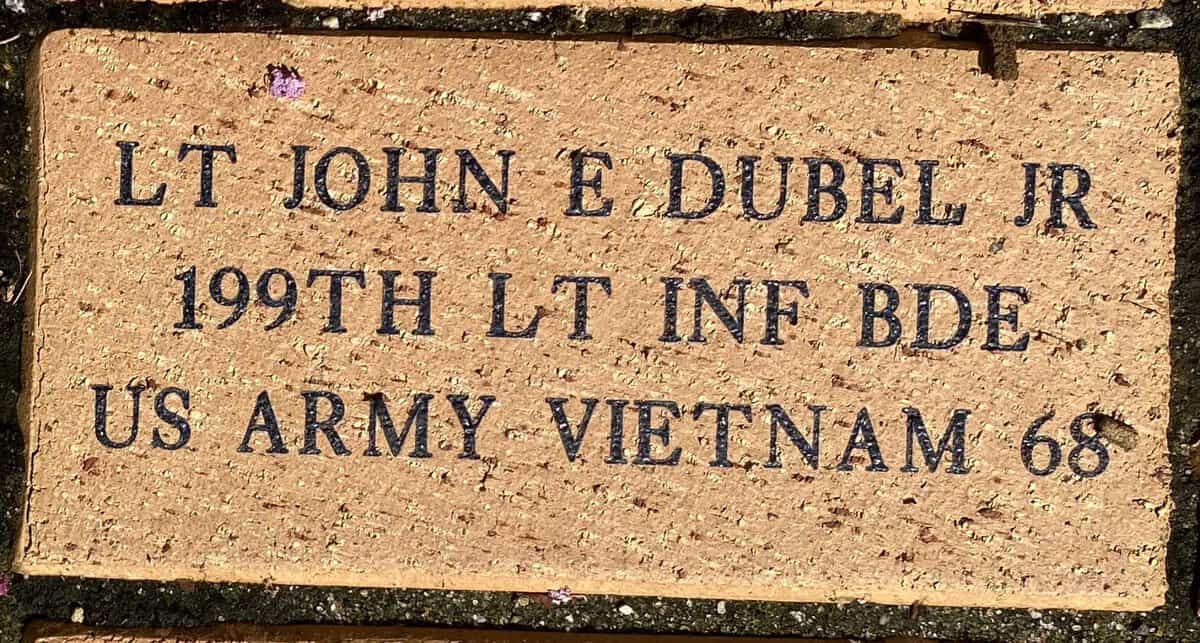 LT JOHN E DUBEL JR
199TH LT INF BDE
US ARMY VIETNAM 68